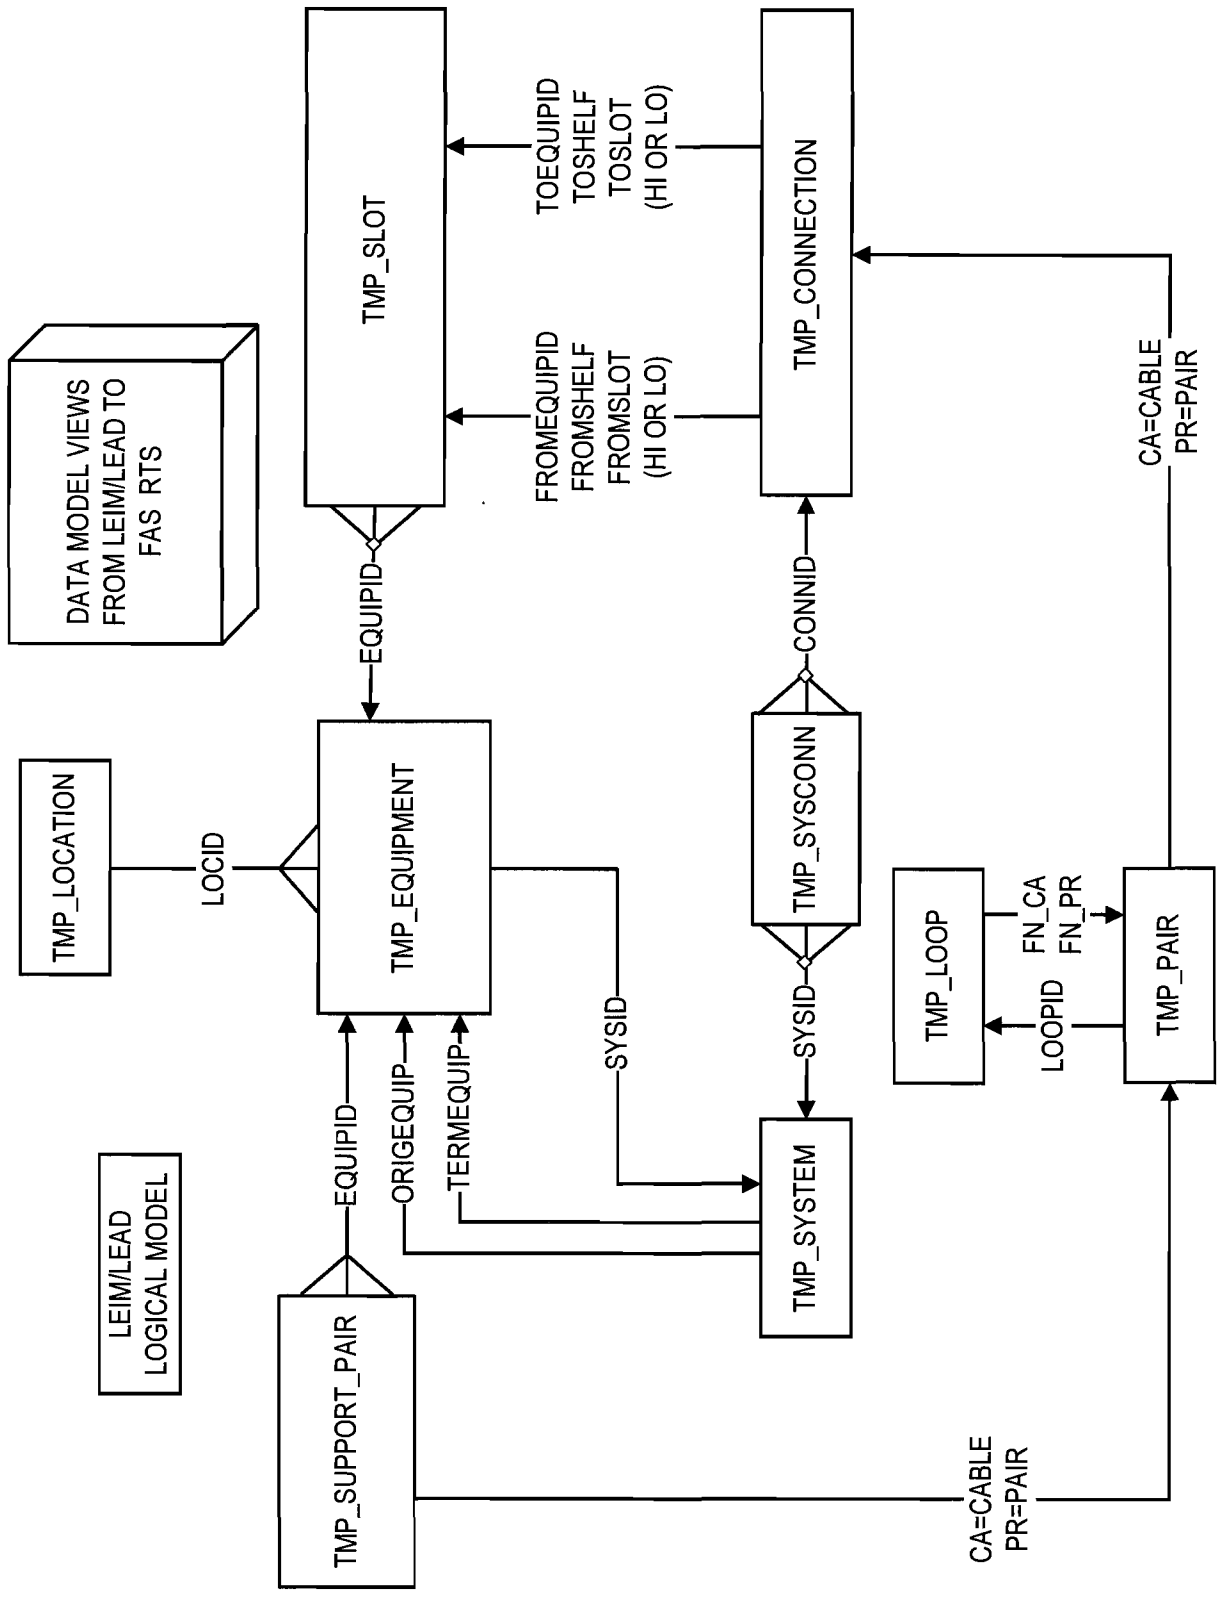 LEIM/LEAD
LOGICAL MODEL
TMP_LOCATION
DATA MODEL VIEWS
FROM LEIM/LEAD TO
FAS RTS
LOCID
TMP_SUPPORT_PAIR
EQUIPID
ORIGEQUIP
TERMEQUIP
TMP_EQUIPMENT
EQUIPID
TMP_SLOT
SYSID
FROMEQUIPID
FROMSHELF
FROMSLOT
(HI OR LO)
TOEQUIPID
TOSHELF
TOSLOT
(HI OR LO)
TMP_SYSTEM
SYSID
TMP_SYSCONN
CONNID
TMP_CONNECTION
TMP_LOOP
LOOPID
FN_CA
FN_PR
TMP_PAIR
CA=CABLE
PR=PAIR
CA=CABLE
PR=PAIR